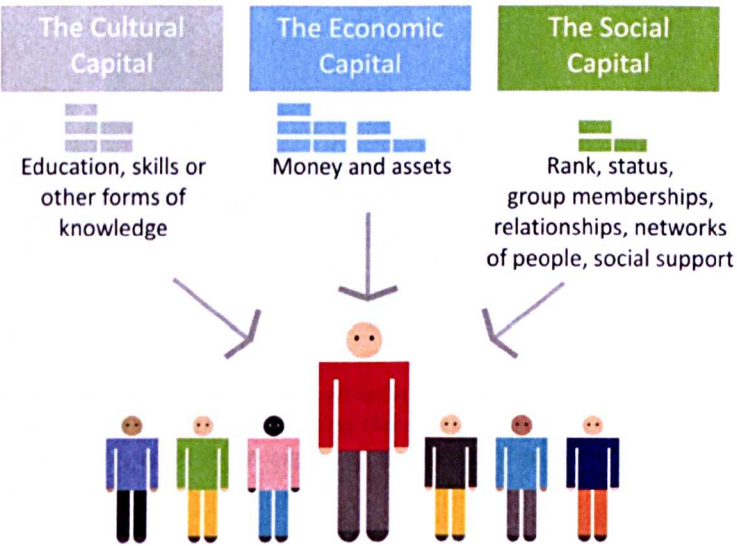 The Cultural
Capital
The Economic
Capital
The Social
Capital
Education, skills or
other forms of
knowledge
Money and assets
Rank, status,
group memberships,
relationships, networks
of people, social support